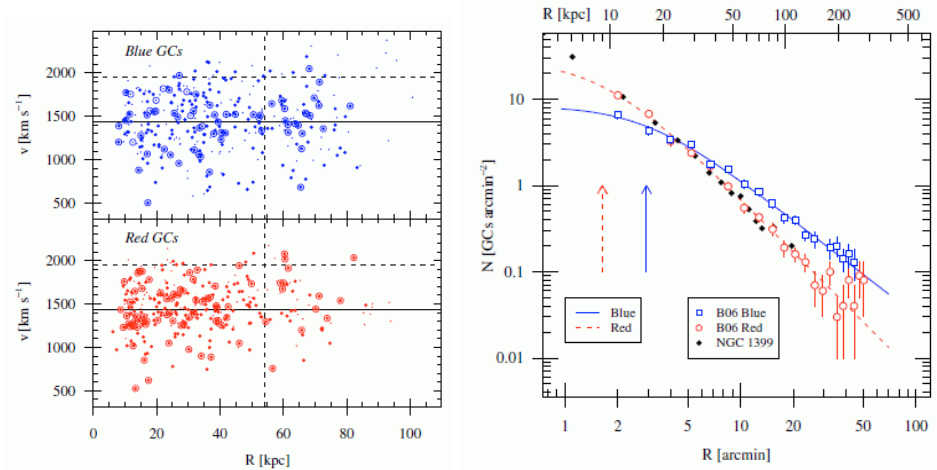 Blue GCs
2000
1500
1000
500
v [km s⁻¹]
Red GCs
2000
1500
1000
500
v [km s⁻¹]
0 20 40 60 80 100
R [kpc]
R [kpc] 10 20 50 100 200 500
10
1
0.1
0.01
N [GCs arcmin⁻²]
Blue
Red
B06 Blue
B06 Red
NGC 1399
1 2 5 10 20 50 100
R [arcmin]